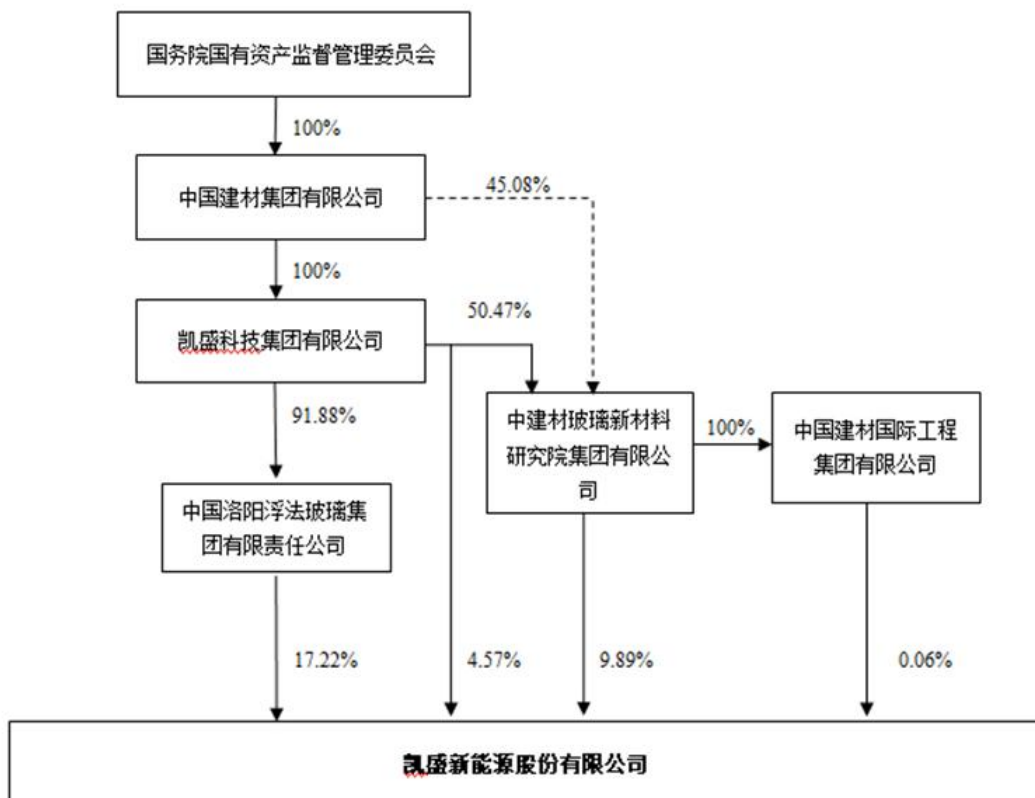 国务院国有资产监督管理委员会
100%
中国建材集团有限公司
45.08%
100%
50.47%
凯盛科技集团有限公司
91.88%
中建材玻璃新材料
研究院集团有限公
司
100%
中国建材国际工程
集团有限公司
中国洛阳浮法玻璃集
团有限责任公司
17.22%
4.57%
9.89%
0.06%
凯盛新能源股份有限公司